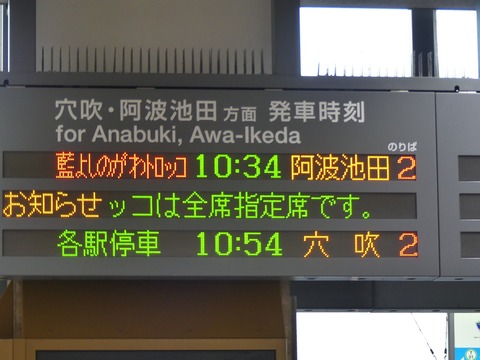 穴吹・阿波池田方面 発車時刻
for Anabuki, Awa-Ikeda
のりば
藍よしのがわトロッコ 10:34 阿波池田 2
お知らせ ッコは全席指定席です。
各駅停車 10:54 穴吹 2